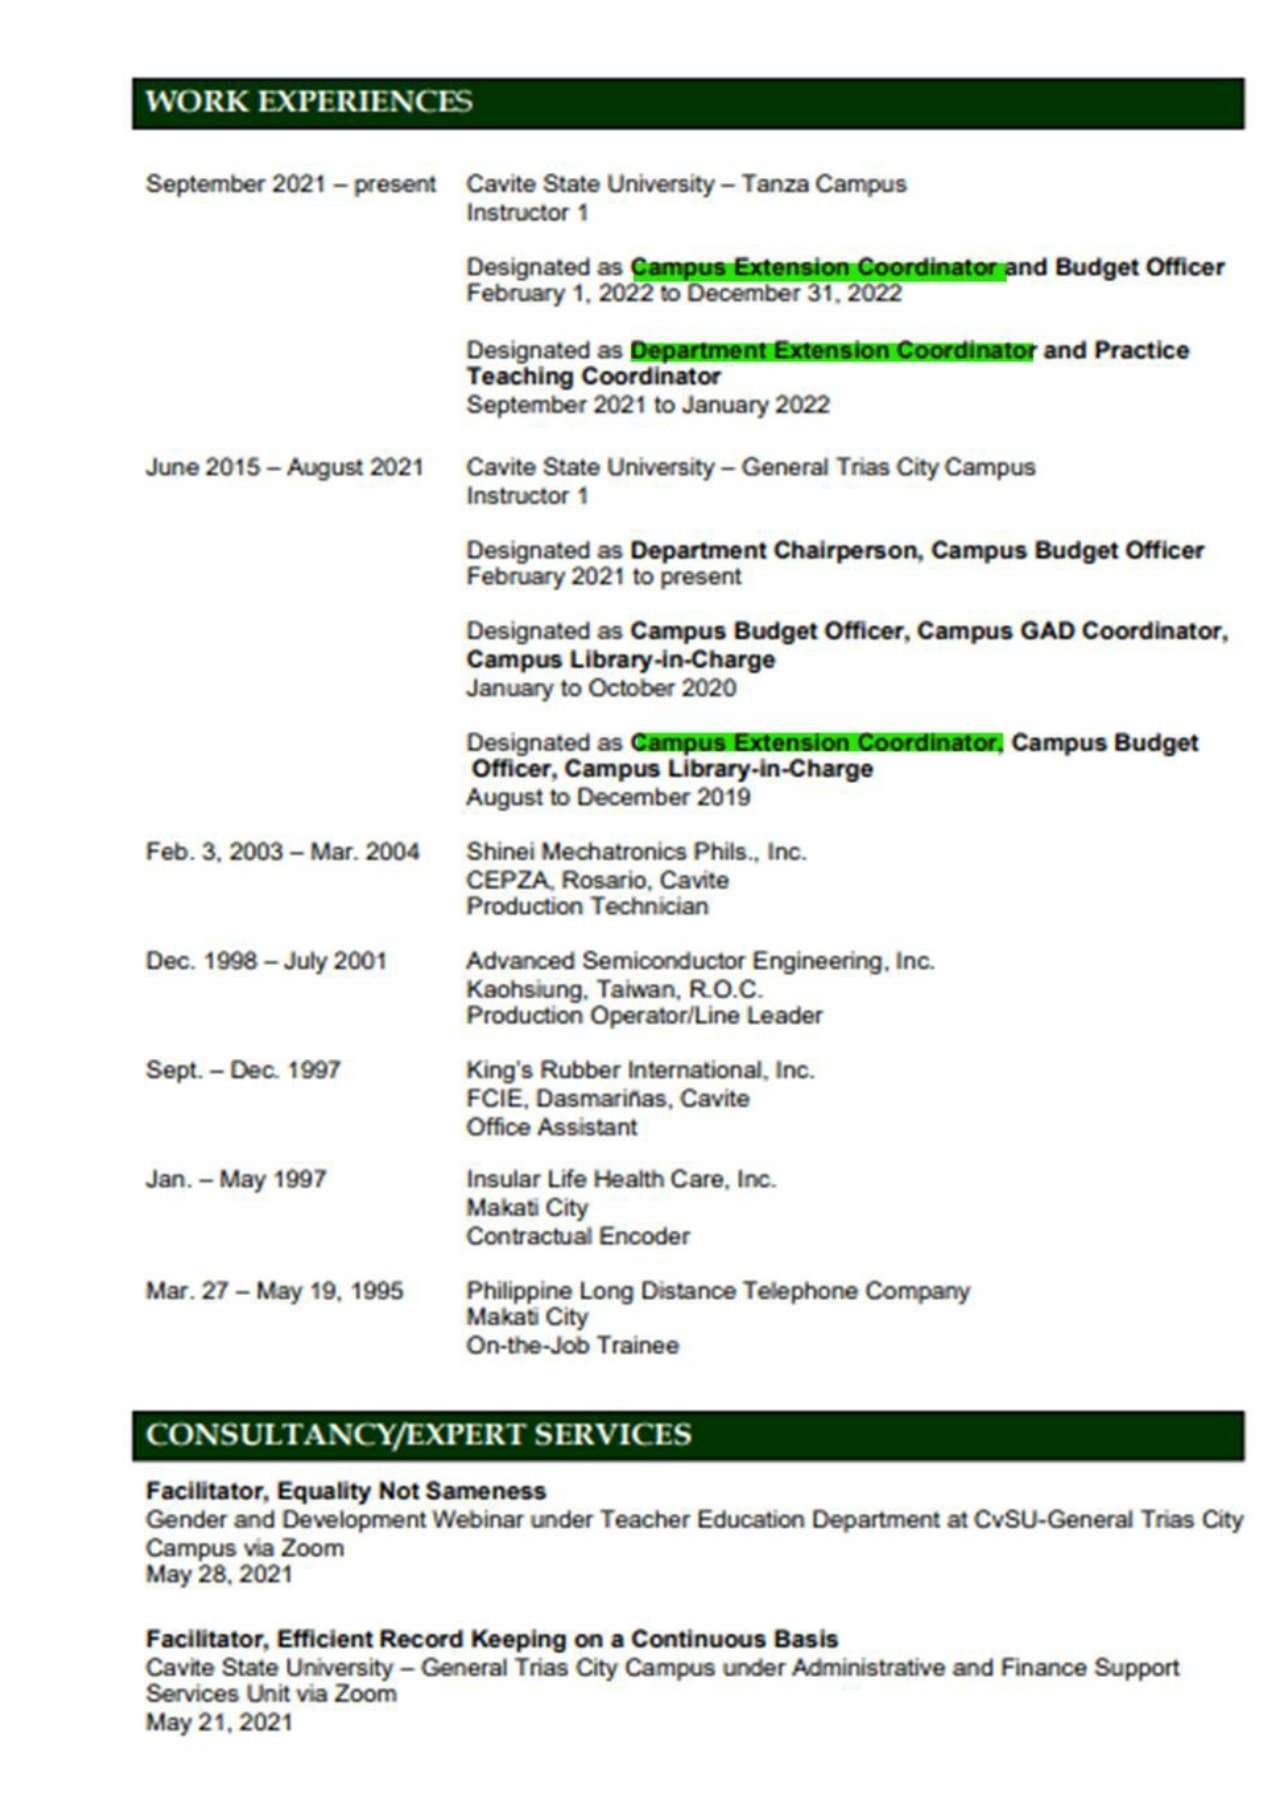 WORK EXPERIENCES
September 2021 – present Cavite State University – Tanza Campus
Instructor 1
Designated as Campus Extension Coordinator and Budget Officer
February 1, 2022 to December 31, 2022
Designated as Department Extension Coordinator and Practice
Teaching Coordinator
September 2021 to January 2022
June 2015 – August 2021 Cavite State University – General Trias City Campus
Instructor 1
Designated as Department Chairperson, Campus Budget Officer
February 2021 to present
Designated as Campus Budget Officer, Campus GAD Coordinator,
Campus Library-in-Charge
January to October 2020
Designated as Campus Extension Coordinator, Campus Budget
Officer, Campus Library-in-Charge
August to December 2019
Feb. 3, 2003 – Mar. 2004 Shinei Mechatronics Phils., Inc.
CEPZA, Rosario, Cavite
Production Technician
Dec. 1998 – July 2001 Advanced Semiconductor Engineering, Inc.
Kaohsiung, Taiwan, R.O.C.
Production Operator/Line Leader
Sept. – Dec. 1997 King's Rubber International, Inc.
FCIE, Dasmariñas, Cavite
Office Assistant
Jan. – May 1997 Insular Life Health Care, Inc.
Makati City
Contractual Encoder
Mar. 27 – May 19, 1995 Philippine Long Distance Telephone Company
Makati City
On-the-Job Trainee
CONSULTANCY/EXPERT SERVICES
Facilitator, Equality Not Sameness
Gender and Development Webinar under Teacher Education Department at CvSU-General Trias City
Campus via Zoom
May 28, 2021
Facilitator, Efficient Record Keeping on a Continuous Basis
Cavite State University – General Trias City Campus under Administrative and Finance Support
Services Unit via Zoom
May 21, 2021